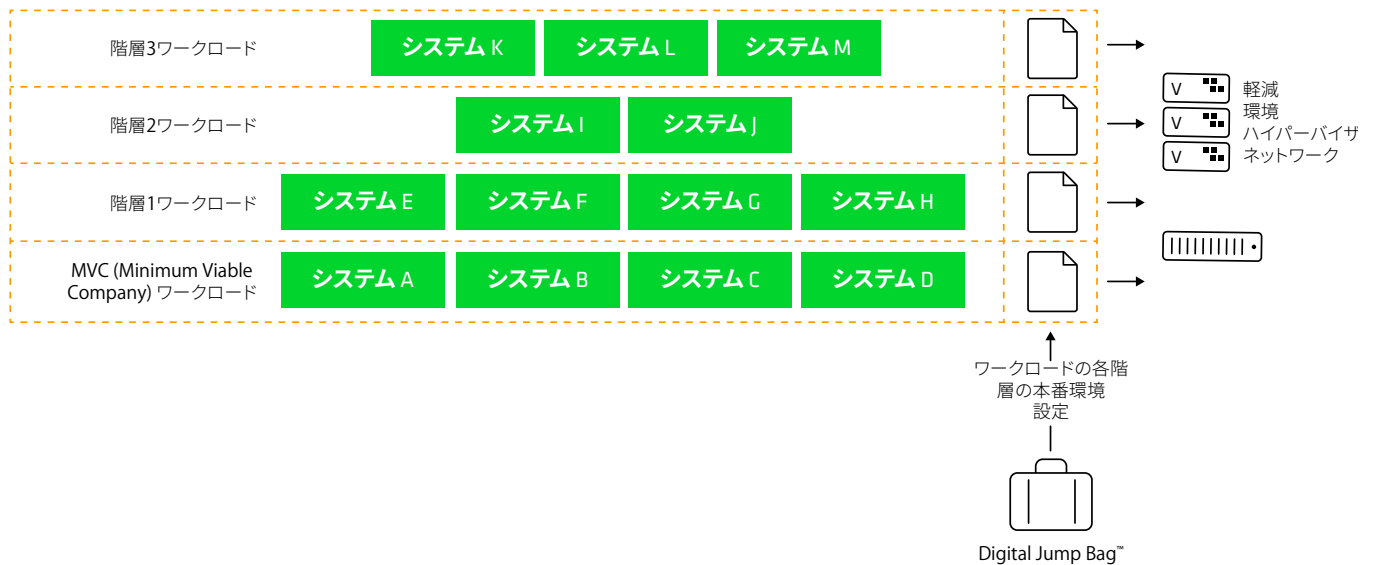 階層3ワークロード
システム K
システム L
システム M
階層2ワークロード
システム I
システム J
階層1ワークロード
システム E
システム F
システム G
システム H
MVC (Minimum Viable
Company) ワークロード
システム A
システム B
システム C
システム D
V
V
V
軽減
環境
ハイパーバイザ
ネットワーク
ワークロードの各階
層の本番環境
設定
Digital Jump Bag™